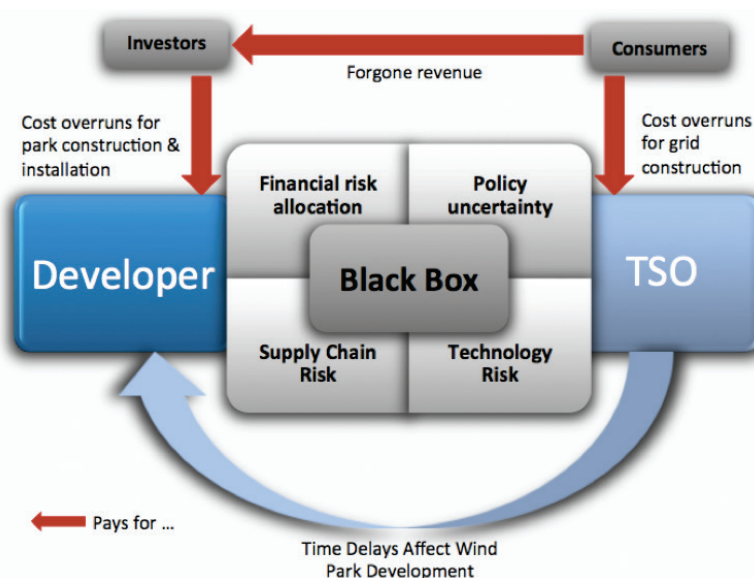 Investors
Consumers
Forgone revenue
Cost overruns for
park construction &
installation
Cost overruns
for grid
construction
Financial risk
allocation
Policy
uncertainty
Developer
Black Box
TSO
Supply Chain
Risk
Technology
Risk
Pays for ...
Time Delays Affect Wind
Park Development